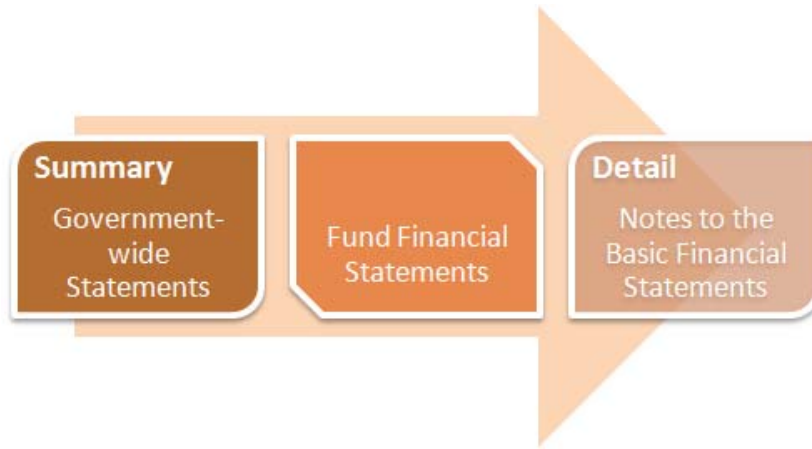 Summary
Government-
wide
Statements
Fund Financial
Statements
Detail
Notes to the
Basic Financial
Statements